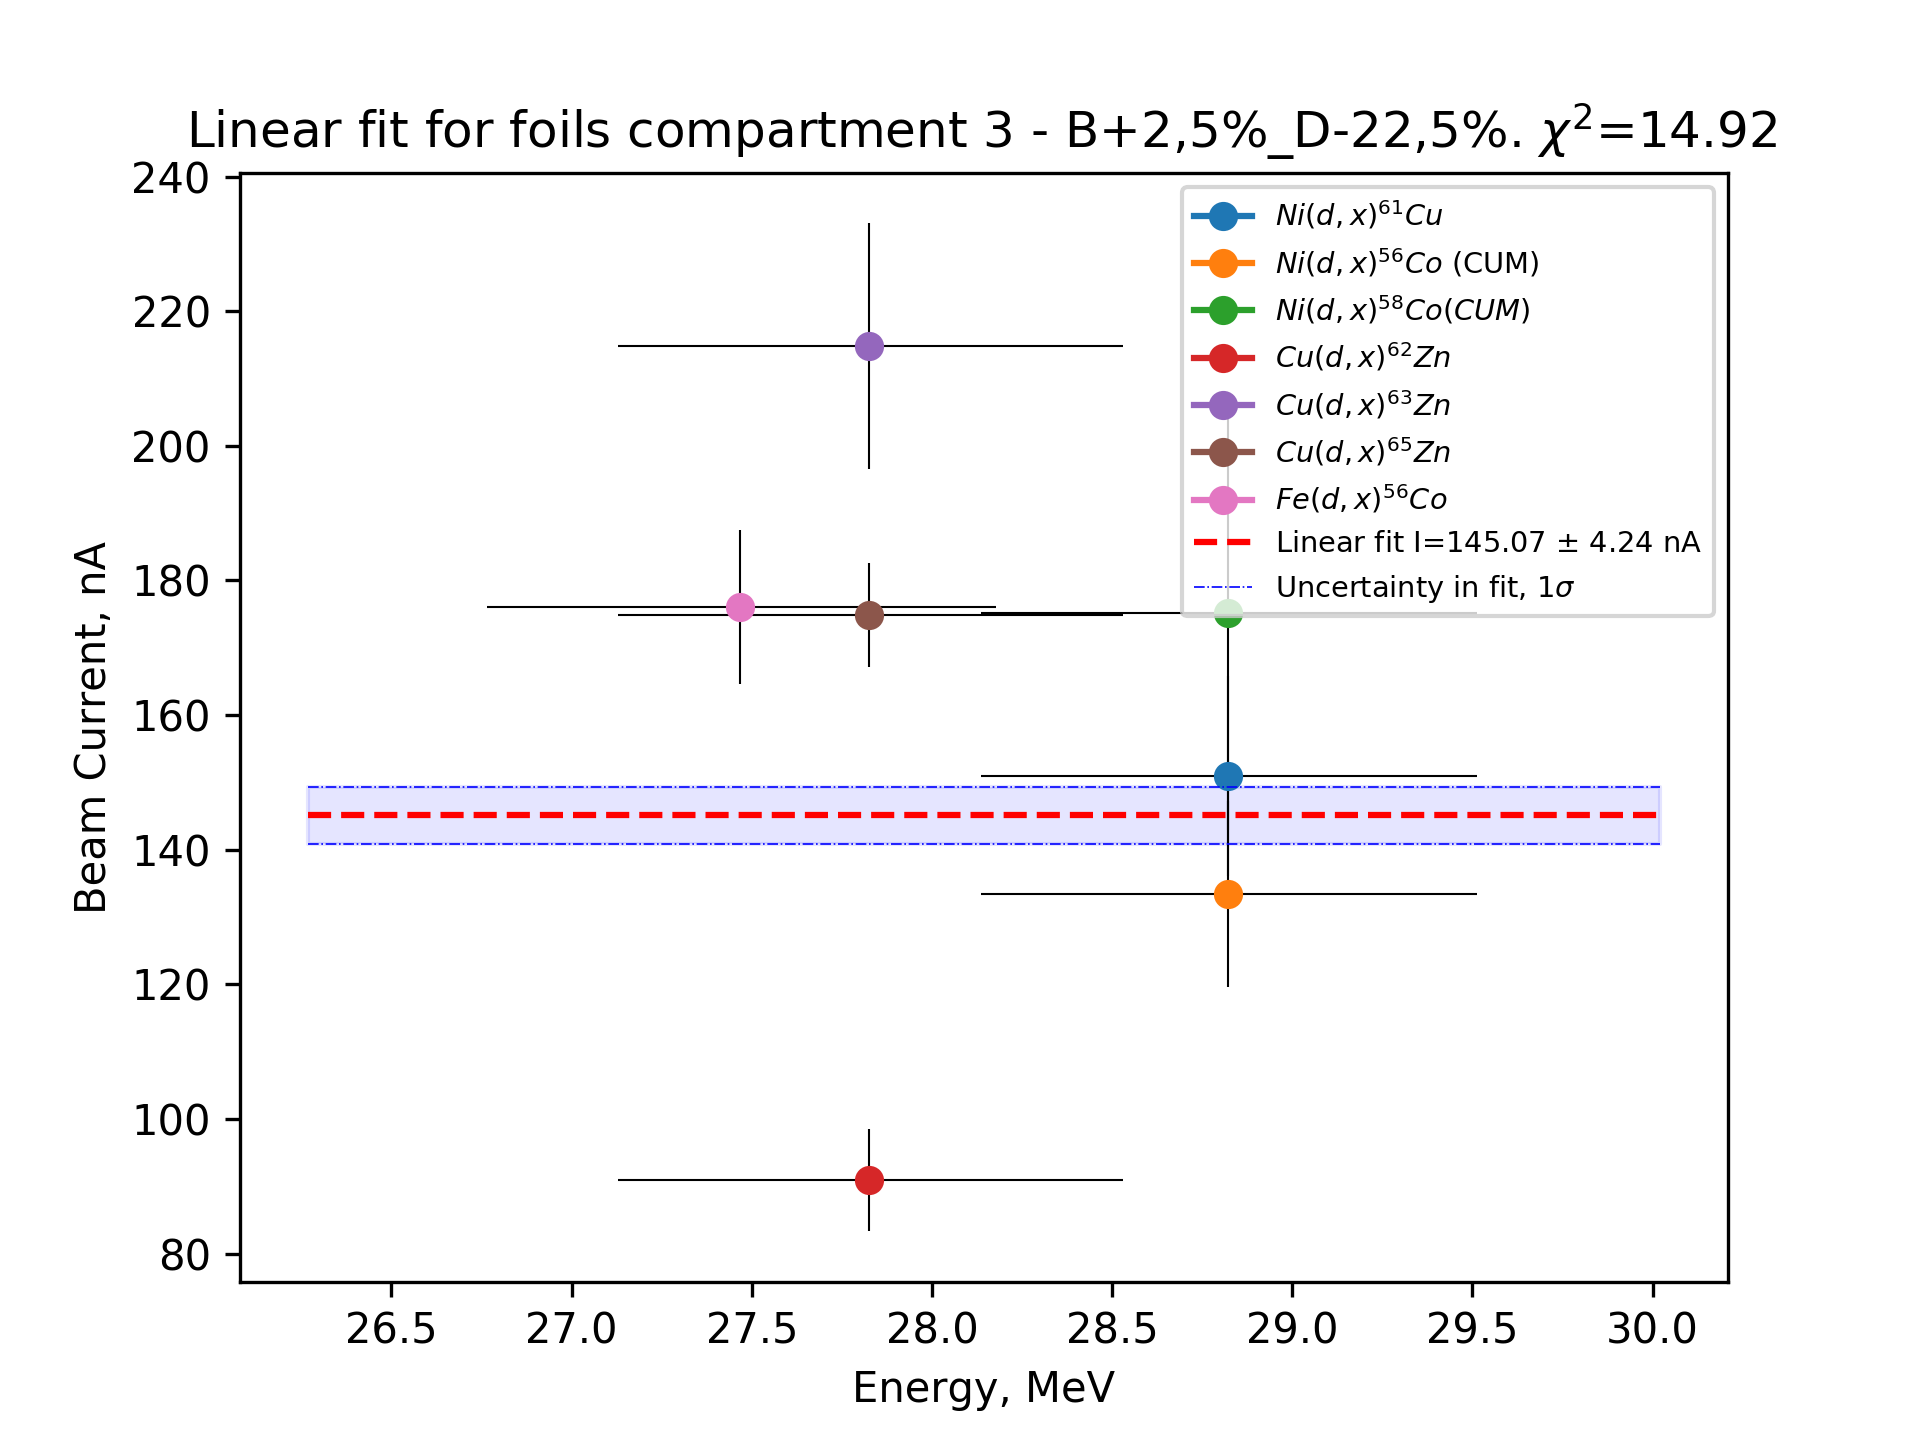 Linear fit for foils compartment 3 - B+2,5%_D-22,5%. χ²=14.92
240
220
200
180
160
140
120
100
80
Beam Current, nA
Ni(d, x)⁶¹Cu
Ni(d, x)⁵⁶Co (CUM)
Ni(d, x)⁵⁸Co(CUM)
Cu(d, x)⁶²Zn
Cu(d, x)⁶³Zn
Cu(d, x)⁶⁵Zn
Fe(d, x)⁵⁶Co
Linear fit I=145.07 ± 4.24 nA
Uncertainty in fit, 1σ
26.5 27.0 27.5 28.0 28.5 29.0 29.5 30.0
Energy, MeV